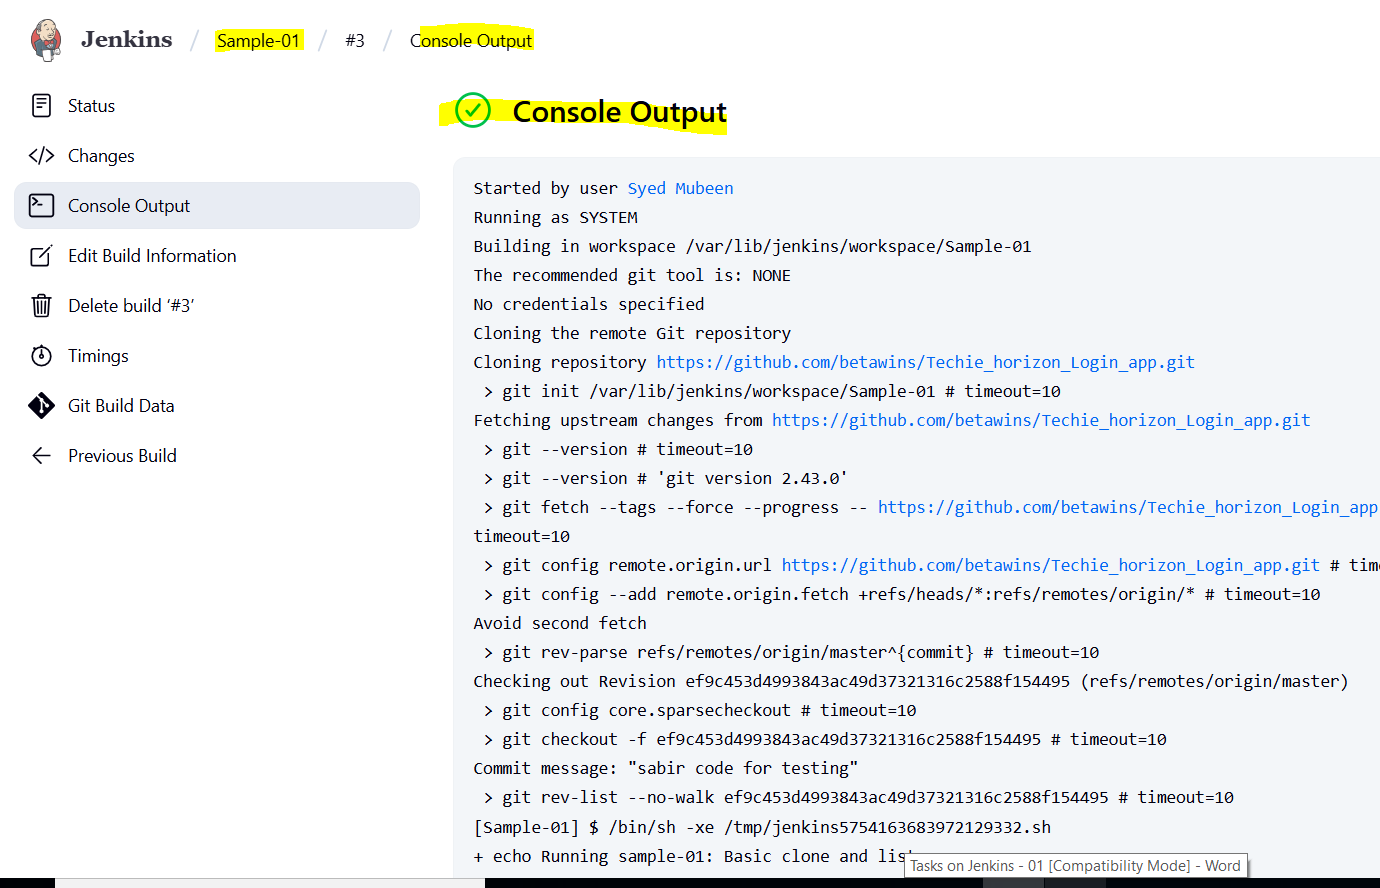 Jenkins / Sample-01 / #3 / Console Output
Status
Changes
Console Output
Edit Build Information
Delete build ‘#3’
Timings
Git Build Data
Previous Build
Console Output
Started by user Syed Mubeen
Running as SYSTEM
Building in workspace /var/lib/jenkins/workspace/Sample-01
The recommended git tool is: NONE
No credentials specified
Cloning the remote Git repository
Cloning repository https://github.com/betawins/Techie_horizon_Login_app.git
> git init /var/lib/jenkins/workspace/Sample-01 # timeout=10
Fetching upstream changes from https://github.com/betawins/Techie_horizon_Login_app.git
> git --version # timeout=10
> git --version # 'git version 2.43.0'
> git fetch --tags --force --progress -- https://github.com/betawins/Techie_horizon_Login_app
timeout=10
> git config remote.origin.url https://github.com/betawins/Techie_horizon_Login_app.git # tim
> git config --add remote.origin.fetch +refs/heads/*:refs/remotes/origin/* # timeout=10
Avoid second fetch
> git rev-parse refs/remotes/origin/master^{commit} # timeout=10
Checking out Revision ef9c453d4993843ac49d37321316c2588f154495 (refs/remotes/origin/master)
> git config core.sparsecheckout # timeout=10
> git checkout -f ef9c453d4993843ac49d37321316c2588f154495 # timeout=10
Commit message: "sabir code for testing"
> git rev-list --no-walk ef9c453d4993843ac49d37321316c2588f154495 # timeout=10
[Sample-01] $ /bin/sh -xe /tmp/jenkins5754163683972129332.sh
+ echo Running sample-01: Basic clone and list
Tasks on Jenkins - 01 [Compatibility Mode] - Word